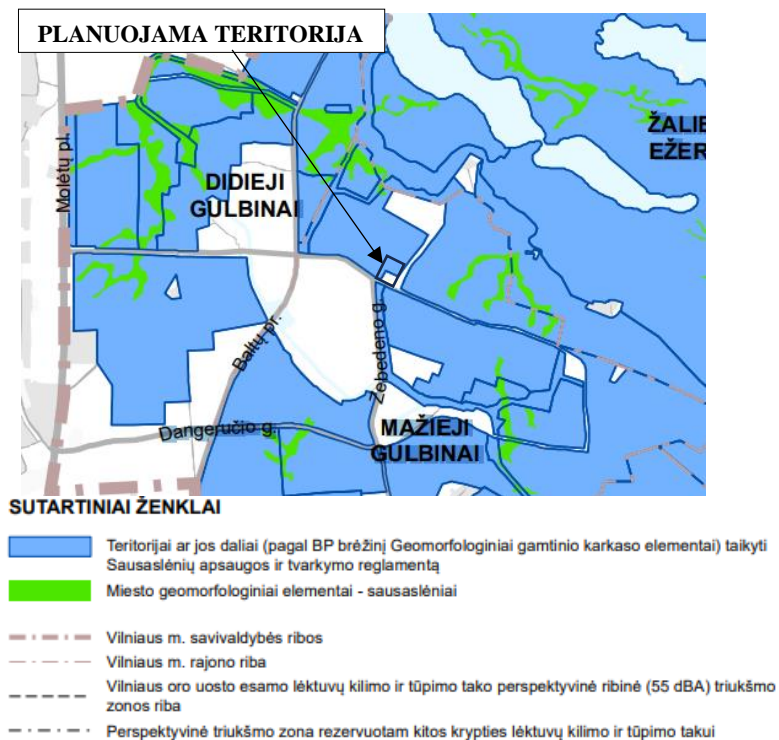 PLANUOJAMA TERITORIJA
ŽALIE
EŽER
Molėtų pl.
DIDIEJI
GULBINAI
Baltų pr.
Žebedeno g.
Dangeručio g.
MAŽIEJI
GULBINAI
SUTARTINIAI ŽENKLAI
Teritorijai ar jos daliai (pagal BP brėžinį Geomorfologiniai gamtinio karkaso elementai) taikyti
Sausaslėnių apsaugos ir tvarkymo reglamentą
Miesto geomorfologiniai elementai - sausaslėniai
Vilniaus m. savivaldybės ribos
Vilniaus m. rajono riba
Vilniaus oro uosto esamo lėktuvų kilimo ir tūpimo tako perspektyvinė ribinė (55 dBA) triukšmo
zonos riba
Perspektyvinė triukšmo zona rezervuotam kitos krypties lėktuvų kilimo ir tūpimo takui